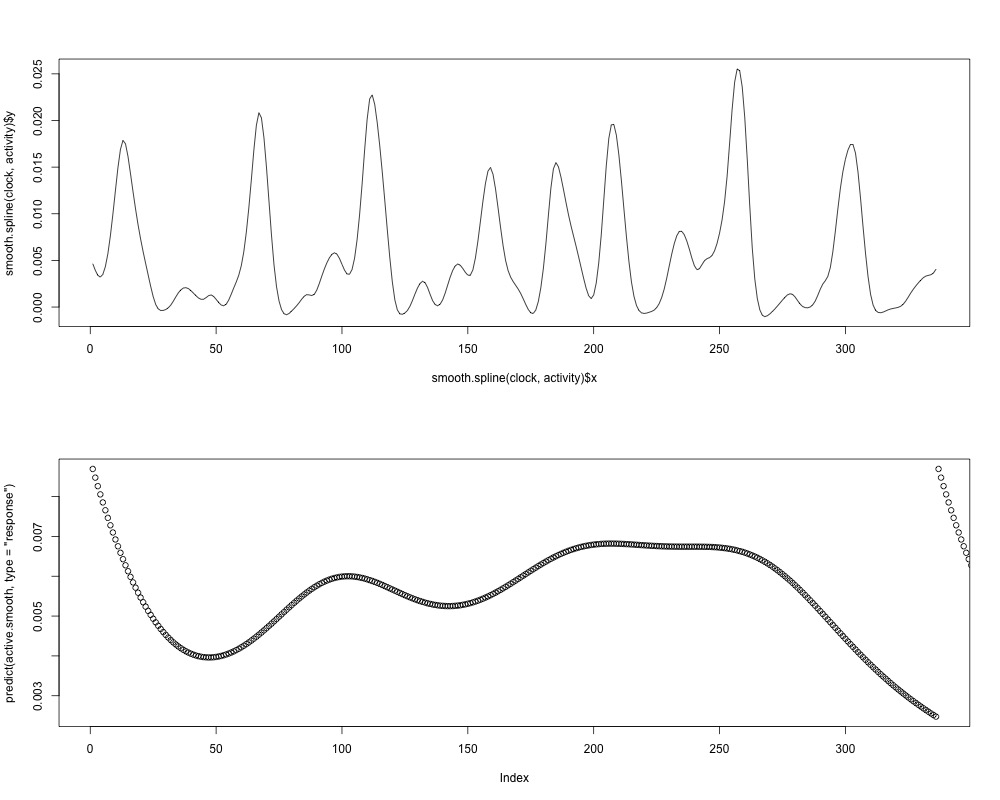 smooth.spline(clock, activity)$y
0.025
0.020
0.015
0.010
0.005
0.000
0 50 100 150 200 250 300
smooth.spline(clock, activity)$x
predict(active.smooth, type = "response")
0.007
0.005
0.003
0 50 100 150 200 250 300
Index